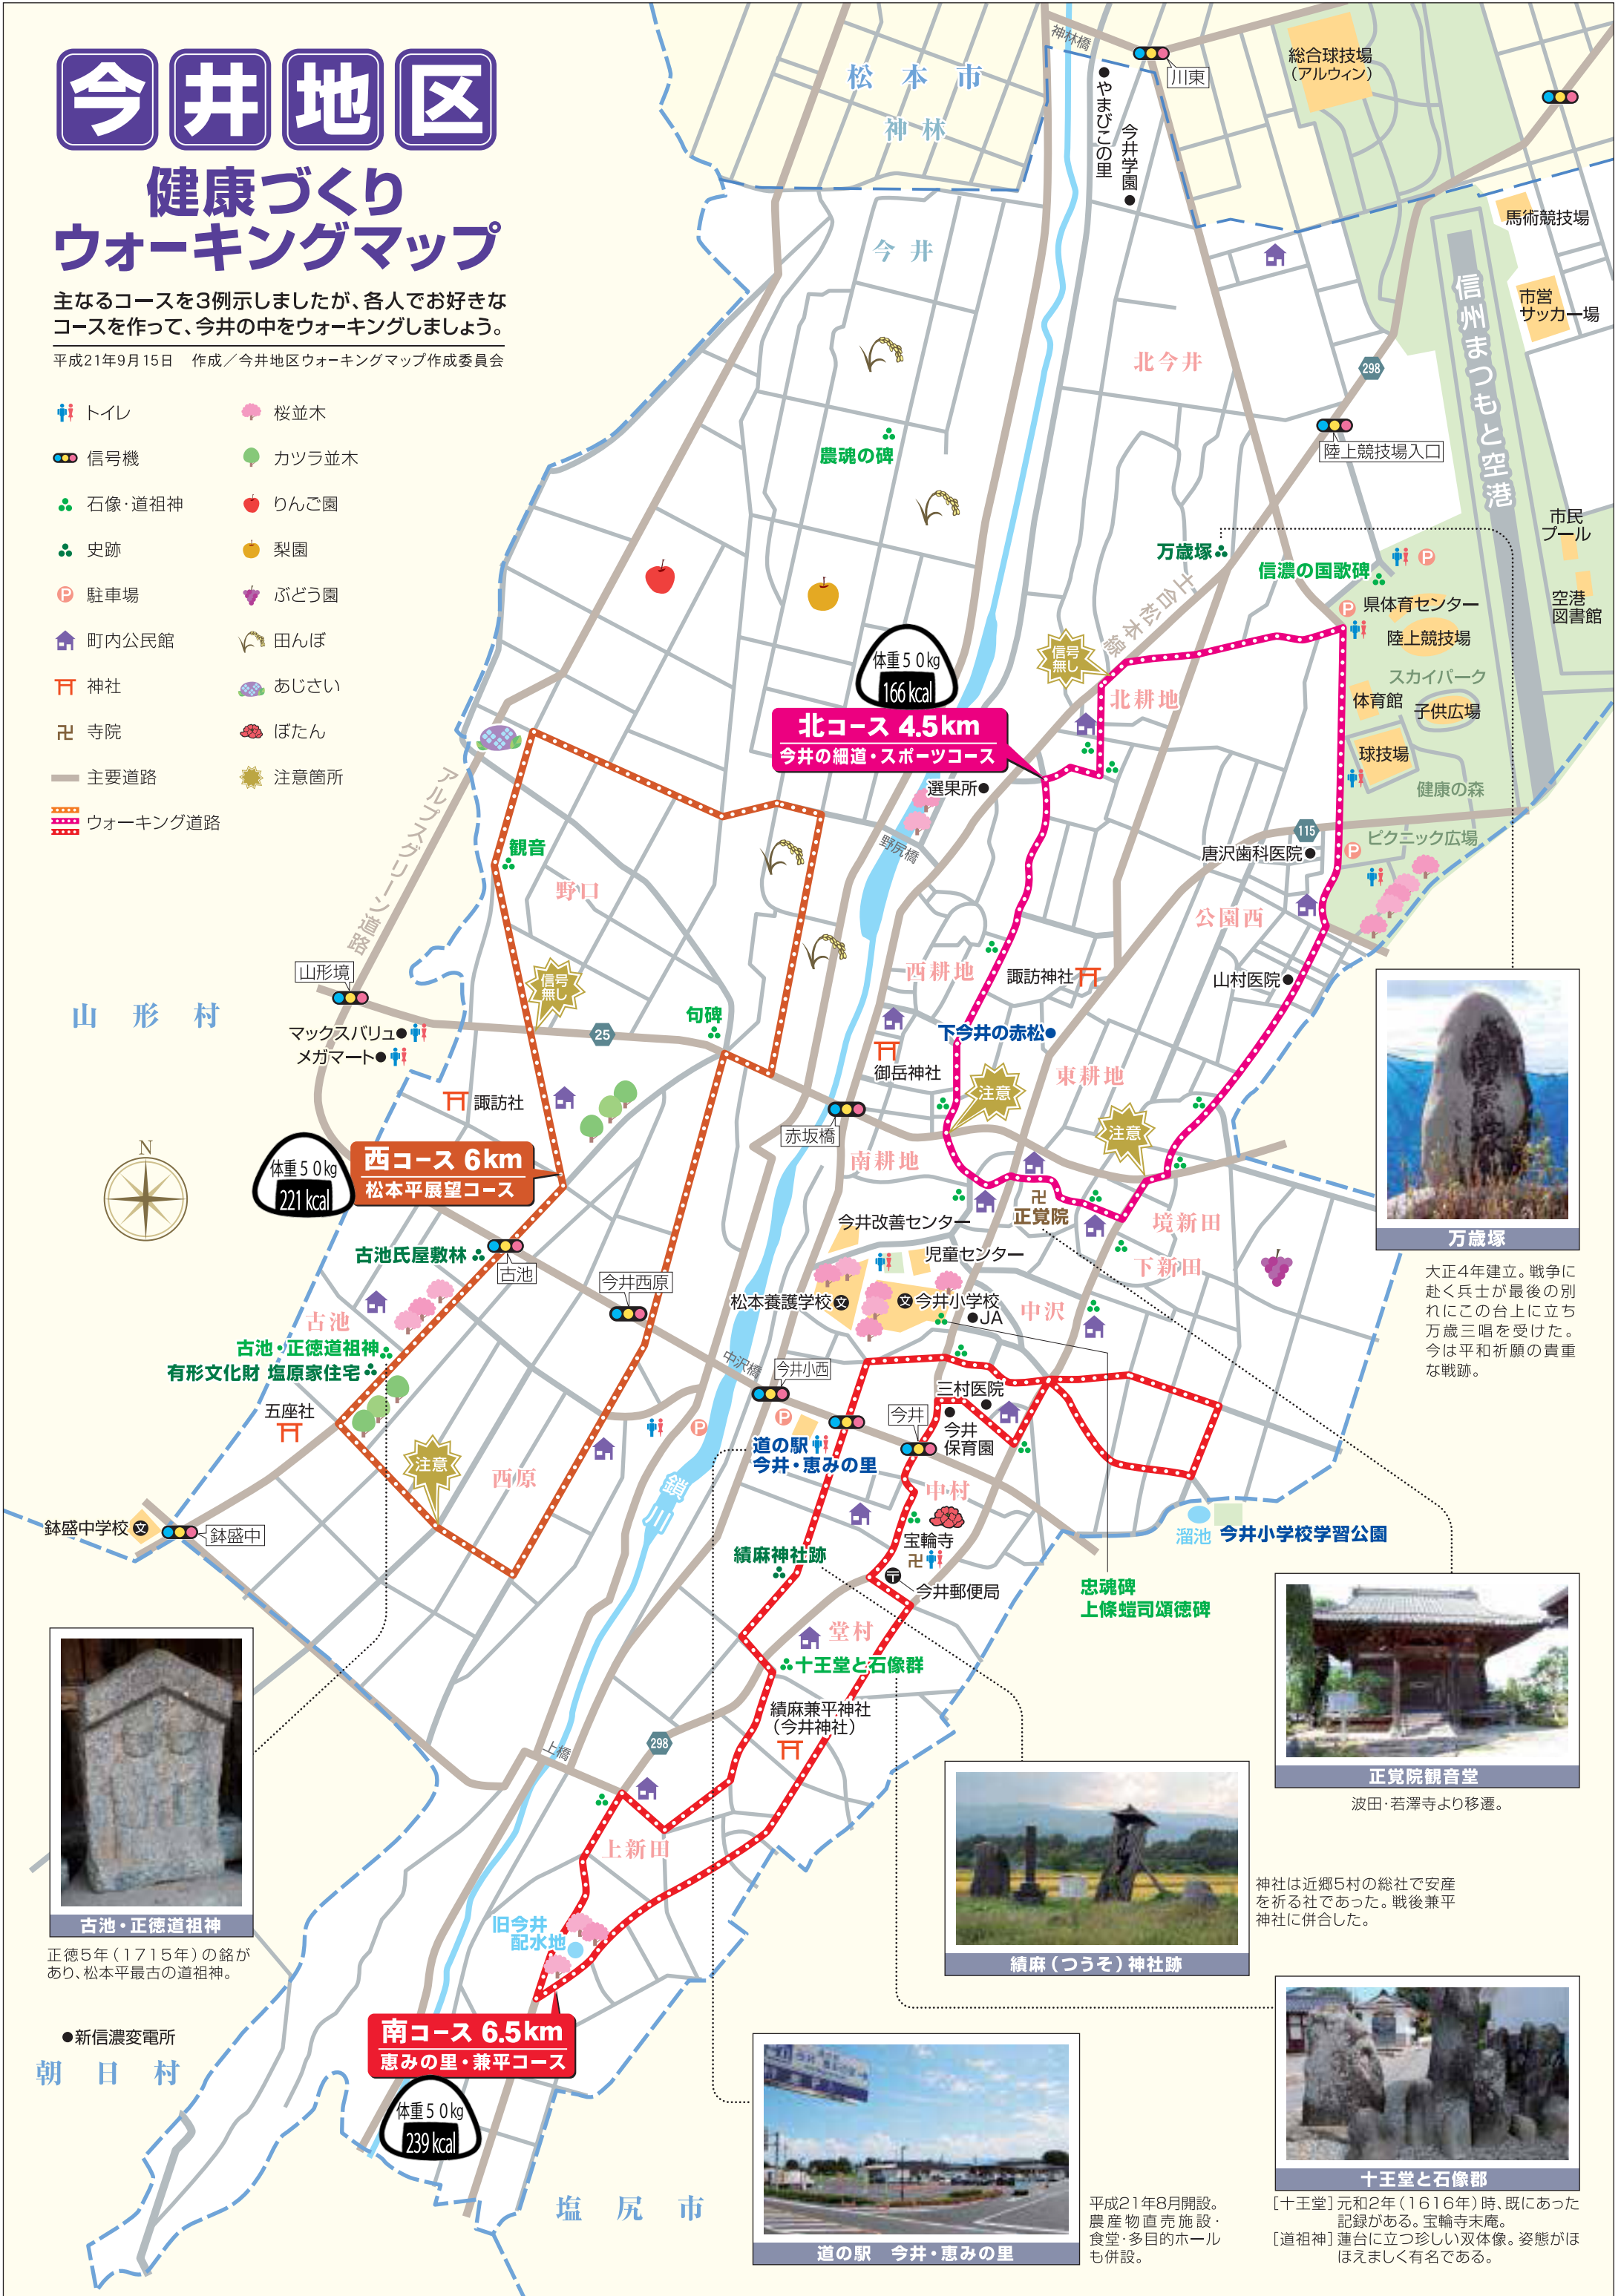 今井地区
健康づくり
ウォーキングマップ
主なるコースを3例示しましたが、各人でお好きな
コースを作って、今井の中をウォーキングしましょう。
平成21年9月15日　作成／今井地区ウォーキングマップ作成委員会
トイレ
信号機
石像・道祖神
史跡
P 駐車場
町内公民館
神社
卍 寺院
主要道路
ウォーキング道路
桜並木
カツラ並木
りんご園
梨園
ぶどう園
田んぼ
あじさい
ぼたん
注意箇所
松本市
神林
神林橋
川東
やまびこの里
今井学園
総合球技場
（アルウィン）
馬術競技場
市営
サッカー場
信州まつもと空港
今井
北今井
298
陸上競技場入口
農魂の碑
万歳塚
信濃の国歌碑
市民
プール
空港
図書館
P
P
県体育センター
陸上競技場
スカイパーク
体育館
子供広場
球技場
健康の森
ピクニック広場
P
115
唐沢歯科医院
土合松本線
信号
無し
北耕地
体重50kg
166 kcal
北コース 4.5km
今井の細道・スポーツコース
選果所
野尻橋
アルプスグリーン道路
観音
野口
信号
無し
山形境
山形村
マックスバリュ
メガマート
25
句碑
諏訪社
西耕地
諏訪神社
公園西
山村医院
下今井の赤松
御岳神社
東耕地
注意
注意
赤坂橋
南耕地
N
体重50kg
221 kcal
西コース 6km
松本平展望コース
卍
正覚院
境新田
下新田
今井改善センター
児童センター
松本養護学校 文
文 今井小学校
JA
中沢
古池氏屋敷林
古池
今井西原
古池
古池・正徳道祖神
有形文化財 塩原家住宅
五座社
注意
西原
中沢橋
今井小西
P
P
道の駅
今井・恵みの里
三村医院
今井
今井
保育園
中村
鎖川
鉢盛中学校 文
鉢盛中
宝輪寺
卍
〒
今井郵便局
績麻神社跡
堂村
十王堂と石像群
溜池
今井小学校学習公園
忠魂碑
上條螘司頌徳碑
績麻兼平神社
（今井神社）
298
上橋
上新田
旧今井
配水地
南コース 6.5km
恵みの里・兼平コース
体重50kg
239 kcal
新信濃変電所
朝日村
塩尻市
万歳塚
大正4年建立。戦争に
赴く兵士が最後の別
れにこの台上に立ち
万歳三唱を受けた。
今は平和祈願の貴重
な戦跡。
正覚院観音堂
波田・若澤寺より移遷。
古池・正徳道祖神
正徳5年（1715年）の銘が
あり、松本平最古の道祖神。
績麻（つうそ）神社跡
神社は近郷5村の総社で安産
を祈る社であった。戦後兼平
神社に併合した。
道の駅　今井・恵みの里
平成21年8月開設。
農産物直売施設・
食堂・多目的ホール
も併設。
十王堂と石像郡
［十王堂］元和2年（1616年）時、既にあった
記録がある。宝輪寺末庵。
［道祖神］蓮台に立つ珍しい双体像。姿態がほ
ほえましく有名である。